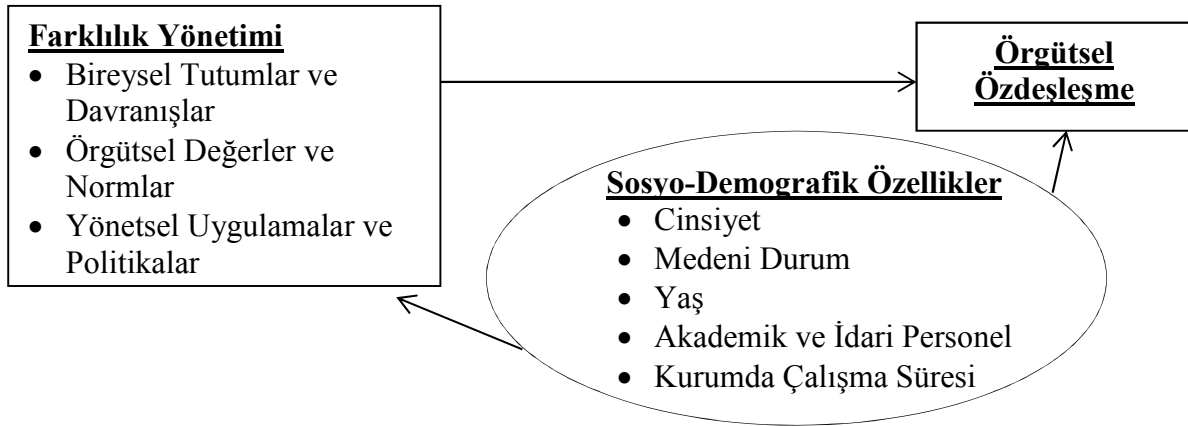 Farklılık Yönetimi
• Bireysel Tutumlar ve
Davranışlar
• Örgütsel Değerler ve
Normlar
• Yönetsel Uygulamalar ve
Politikalar
Örgütsel
Özdeşleşme
Sosyo-Demografik Özellikler
• Cinsiyet
• Medeni Durum
• Yaş
• Akademik ve İdari Personel
• Kurumda Çalışma Süresi